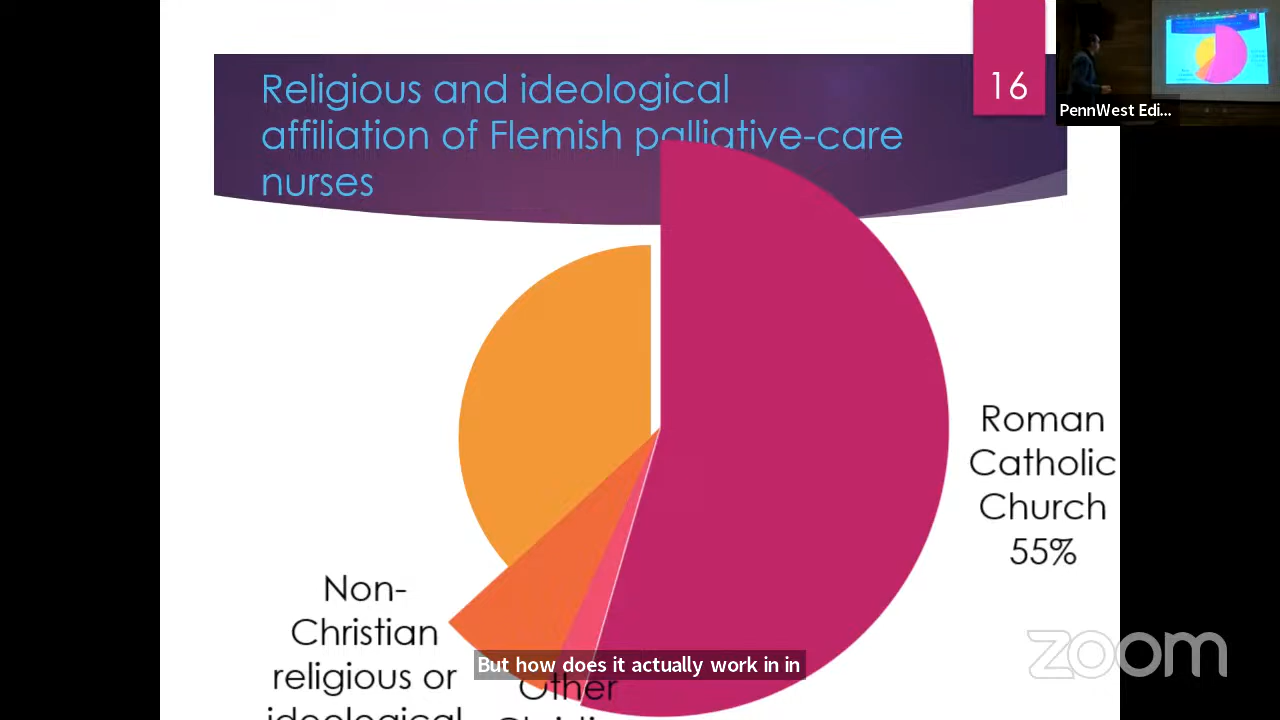 Religious and ideological
affiliation of Flemish palliative-care
nurses
16
PennWest Edi...
Roman
Catholic
Church
55%
Non-
Christian
religious or
ideological
Other
But how does it actually work in in
zoom